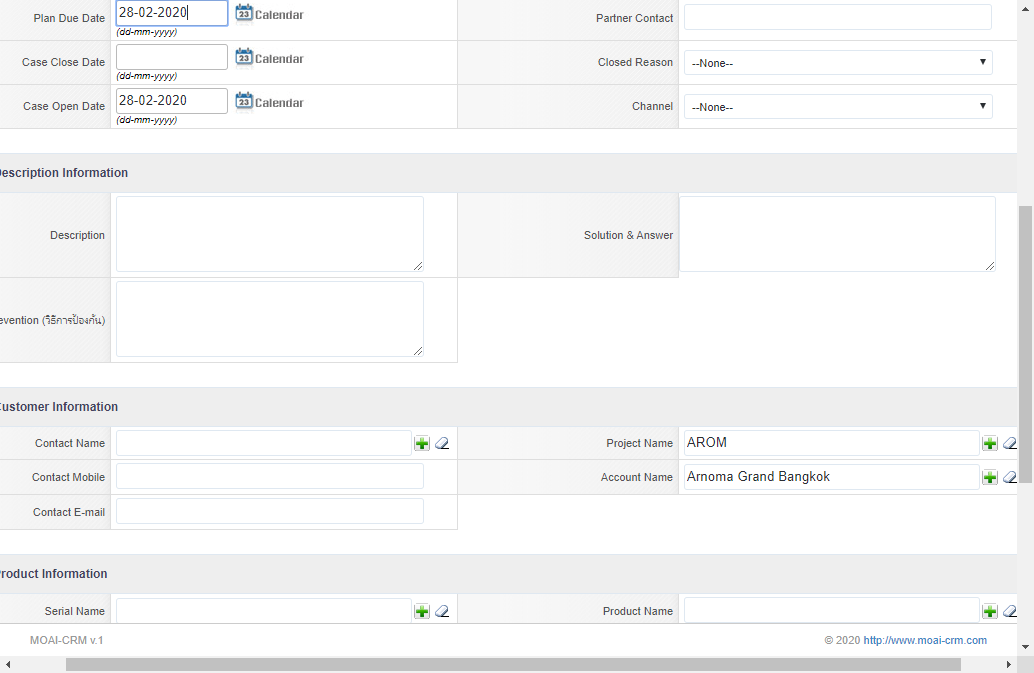 Plan Due Date 28-02-2020 23 Calendar
(dd-mm-yyyy)
Partner Contact
Case Close Date 23 Calendar
(dd-mm-yyyy)
Closed Reason --None--
Case Open Date 28-02-2020 23 Calendar
(dd-mm-yyyy)
Channel --None--
escription Information
Description
Solution & Answer
evention (วิธีการป้องกัน)
ustomer Information
Contact Name
Project Name AROM
Contact Mobile
Account Name Arnoma Grand Bangkok
Contact E-mail
roduct Information
Serial Name
Product Name
MOAI-CRM v.1
© 2020 http://www.moai-crm.com